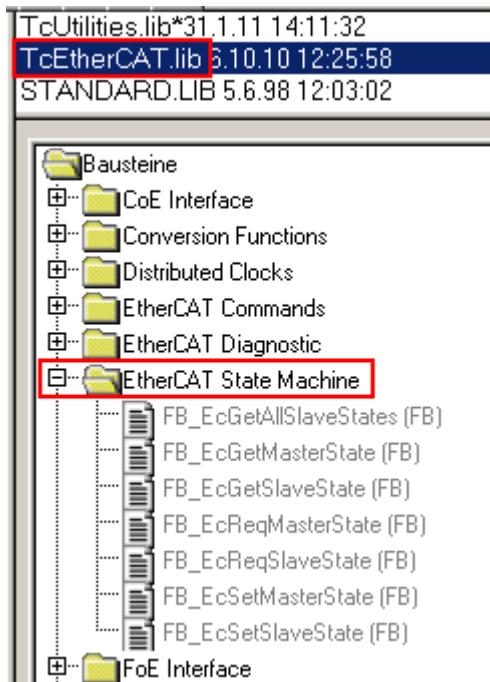 TcUtilities.lib*31.1.11 14:11:32
TcEtherCAT.lib 6.10.10 12:25:58
STANDARD.LIB 5.6.98 12:03:02
Bausteine
CoE Interface
Conversion Functions
Distributed Clocks
EtherCAT Commands
EtherCAT Diagnostic
EtherCAT State Machine
FB_EcGetAllSlaveStates (FB)
FB_EcGetMasterState (FB)
FB_EcGetSlaveState (FB)
FB_EcReqMasterState (FB)
FB_EcReqSlaveState (FB)
FB_EcSetMasterState (FB)
FB_EcSetSlaveState (FB)
FoE Interface